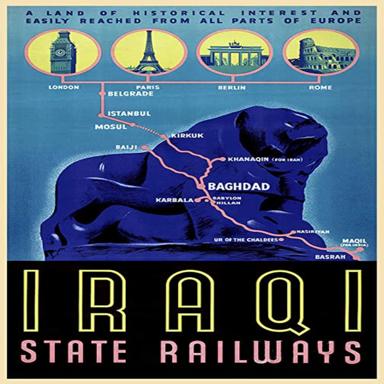 A LAND OF HISTORICAL INTEREST AND
EASILY REACHED FROM ALL PARTS OF EUROPE
LONDON
PARIS
BERLIN
ROME
BELGRADE
ISTANBUL
MOSUL
KIRKUK
BAIJI
KHANAQIN (FOR IRAN)
BAGHDAD
KARBALA
BABYLON
HILLAH
NASIRIYAH
UR OF THE CHALDEES
MAQIL
(FOR INDIA)
BASRAH
IRAQI
STATE RAILWAYS